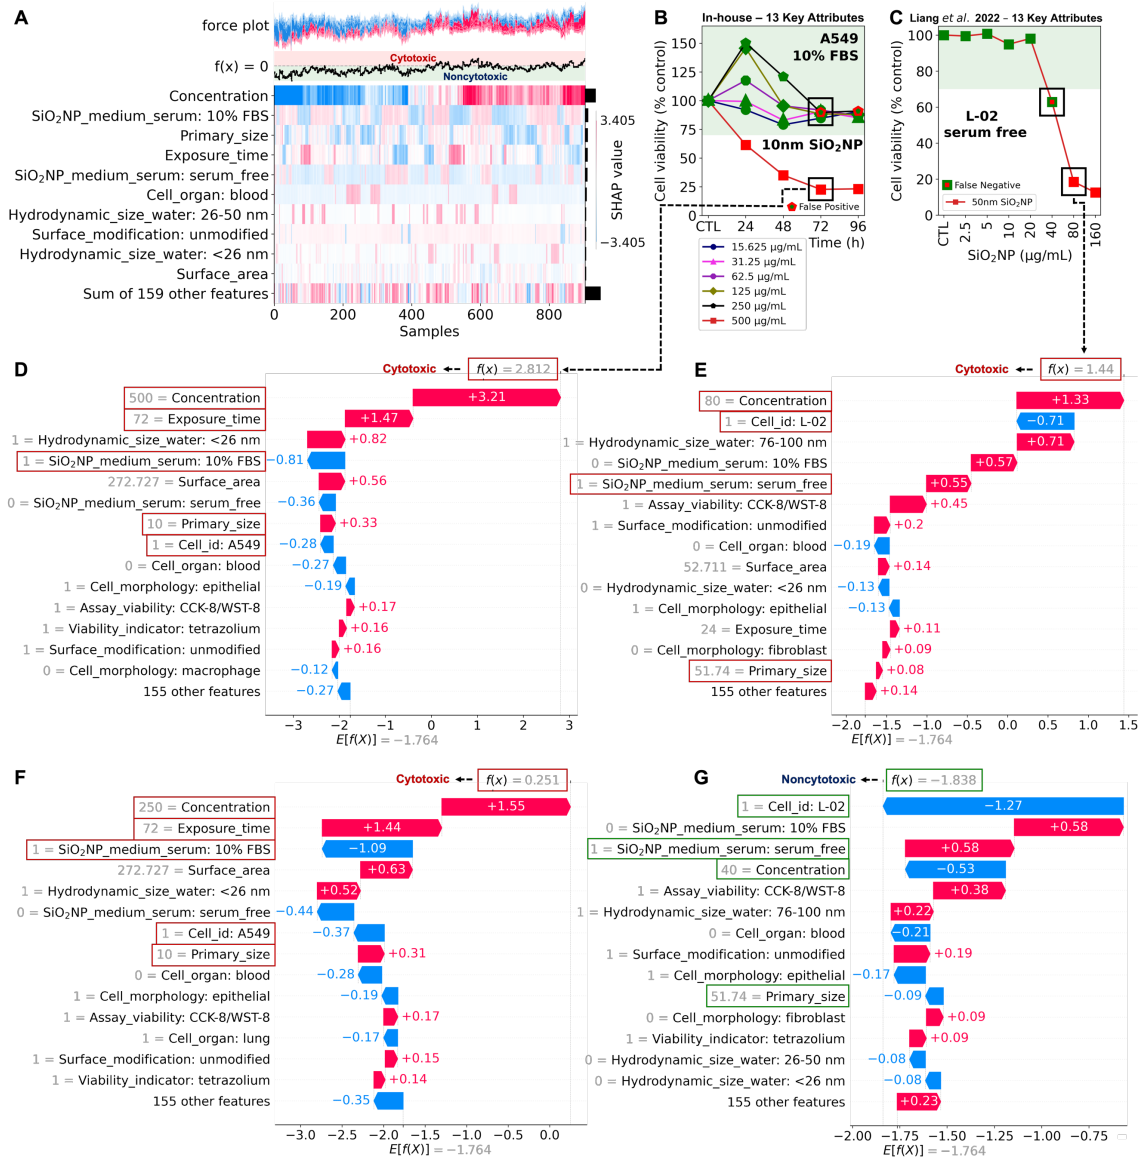 A
force plot
f(x) = 0
Cytotoxic
Noncytotoxic
Concentration
SiO₂NP_medium_serum: 10% FBS
Primary_size
Exposure_time
SiO₂NP_medium_serum: serum_free
Cell_organ: blood
Hydrodynamic_size_water: 26-50 nm
Surface_modification: unmodified
Hydrodynamic_size_water: <26 nm
Surface_area
Sum of 159 other features
0 200 400 600 800
Samples
3.405
SHAP value
−3.405
B
In-house – 13 Key Attributes
A549
10% FBS
10nm SiO₂NP
False Positive
Cell viability (% control)
150
125
100
75
50
25
0
CTL 24 48 72 96
Time (h)
15.625 µg/mL
31.25 µg/mL
62.5 µg/mL
125 µg/mL
250 µg/mL
500 µg/mL
C
Liang et al. 2022 – 13 Key Attributes
L-02
serum free
False Negative
50nm SiO₂NP
Cell viability (% control)
100
80
60
40
20
0
CTL 2.5 5 10 20 40 80 160
SiO₂NP (µg/mL)
D
Cytotoxic
f(x) = 2.812
500 = Concentration +3.21
72 = Exposure_time +1.47
1 = Hydrodynamic_size_water: <26 nm +0.82
1 = SiO₂NP_medium_serum: 10% FBS −0.81
272.727 = Surface_area +0.56
0 = SiO₂NP_medium_serum: serum_free −0.36
10 = Primary_size +0.33
1 = Cell_id: A549 −0.28
0 = Cell_organ: blood −0.27
1 = Cell_morphology: epithelial −0.19
1 = Assay_viability: CCK-8/WST-8 +0.17
1 = Viability_indicator: tetrazolium +0.16
1 = Surface_modification: unmodified +0.16
0 = Cell_morphology: macrophage −0.12
155 other features −0.27
−3 −2 −1 0 1 2 3
E[f(X)] = −1.764
E
Cytotoxic
f(x) = 1.44
80 = Concentration +1.33
1 = Cell_id: L-02 −0.71
1 = Hydrodynamic_size_water: 76-100 nm +0.71
0 = SiO₂NP_medium_serum: 10% FBS +0.57
1 = SiO₂NP_medium_serum: serum_free +0.55
1 = Assay_viability: CCK-8/WST-8 +0.45
1 = Surface_modification: unmodified +0.2
0 = Cell_organ: blood −0.19
52.711 = Surface_area +0.14
0 = Hydrodynamic_size_water: <26 nm −0.13
1 = Cell_morphology: epithelial −0.13
24 = Exposure_time +0.11
0 = Cell_morphology: fibroblast +0.09
51.74 = Primary_size +0.08
155 other features +0.14
−2.0 −1.5 −1.0 −0.5 0.0 0.5 1.0 1.5
E[f(X)] = −1.764
F
Cytotoxic
f(x) = 0.251
250 = Concentration +1.55
72 = Exposure_time +1.44
1 = SiO₂NP_medium_serum: 10% FBS −1.09
272.727 = Surface_area +0.63
1 = Hydrodynamic_size_water: <26 nm +0.52
0 = SiO₂NP_medium_serum: serum_free −0.44
1 = Cell_id: A549 −0.37
10 = Primary_size +0.31
0 = Cell_organ: blood −0.28
1 = Cell_morphology: epithelial −0.19
1 = Assay_viability: CCK-8/WST-8 +0.17
1 = Cell_organ: lung −0.17
1 = Surface_modification: unmodified +0.15
1 = Viability_indicator: tetrazolium +0.14
155 other features −0.35
−3.0 −2.5 −2.0 −1.5 −1.0 −0.5 0.0
E[f(X)] = −1.764
G
Noncytotoxic
f(x) = −1.838
1 = Cell_id: L-02 −1.27
0 = SiO₂NP_medium_serum: 10% FBS +0.58
1 = SiO₂NP_medium_serum: serum_free +0.58
40 = Concentration −0.53
1 = Assay_viability: CCK-8/WST-8 +0.38
1 = Hydrodynamic_size_water: 76-100 nm +0.22
0 = Cell_organ: blood −0.21
1 = Surface_modification: unmodified +0.19
1 = Cell_morphology: epithelial −0.17
51.74 = Primary_size −0.09
0 = Cell_morphology: fibroblast +0.09
1 = Viability_indicator: tetrazolium +0.09
0 = Hydrodynamic_size_water: 26-50 nm −0.08
0 = Hydrodynamic_size_water: <26 nm −0.08
155 other features +0.23
−2.00 −1.75 −1.50 −1.25 −1.00 −0.75
E[f(X)] = −1.764